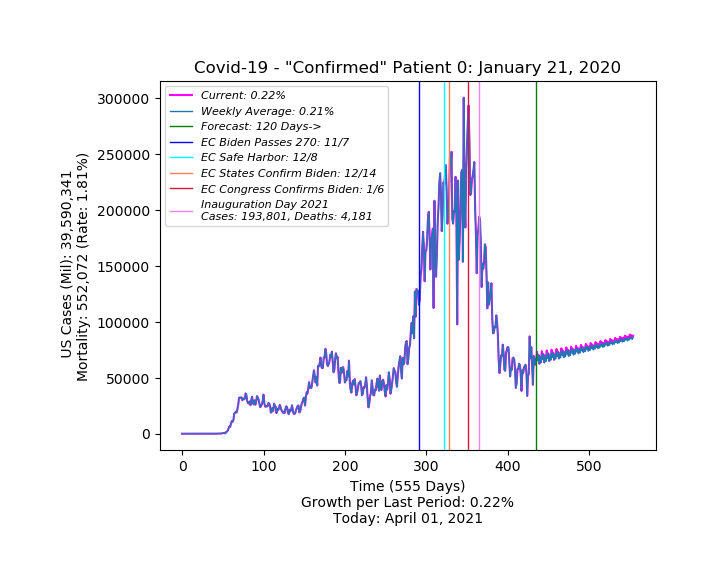 Covid-19 - "Confirmed" Patient 0: January 21, 2020
Current: 0.22%
Weekly Average: 0.21%
Forecast: 120 Days->
EC Biden Passes 270: 11/7
EC Safe Harbor: 12/8
EC States Confirm Biden: 12/14
EC Congress Confirms Biden: 1/6
Inauguration Day 2021
Cases: 193,801, Deaths: 4,181
US Cases (Mil): 39,590,341
Mortality: 552,072 (Rate: 1.81%)
300000
250000
200000
150000
100000
50000
0
0 100 200 300 400 500
Time (555 Days)
Growth per Last Period: 0.22%
Today: April 01, 2021